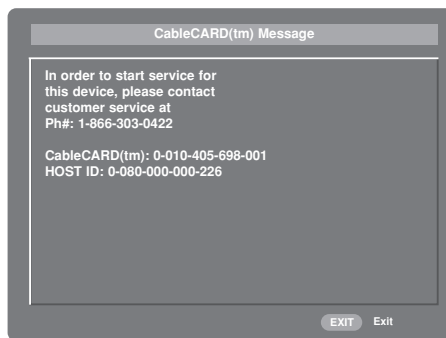 CableCARD(tm) Message
In order to start service for
this device, please contact
customer service at
Ph#: 1-866-303-0422
CableCARD(tm): 0-010-405-698-001
HOST ID: 0-080-000-000-226
EXIT Exit